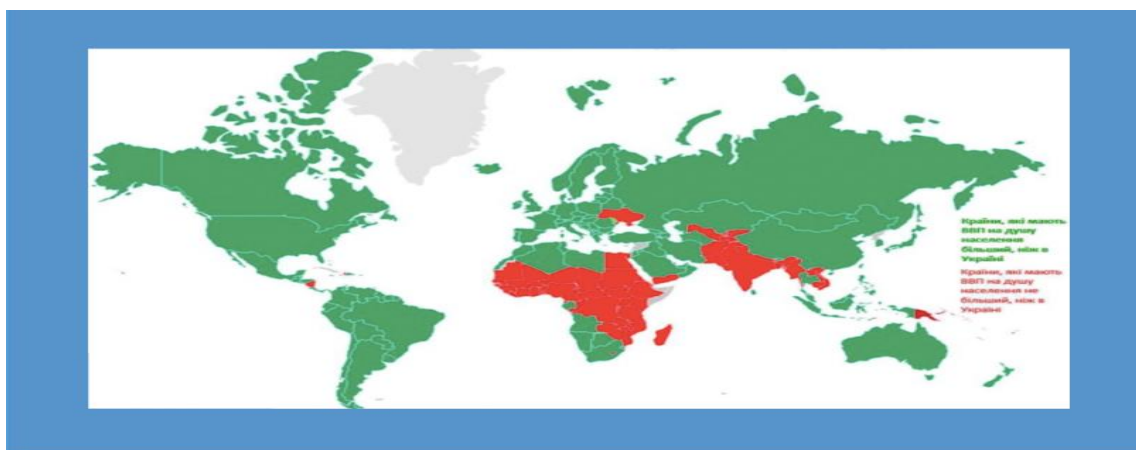 Країни, які мають
ВВП на душу
населення
більший, ніж в
Україні
Країни, які мають
ВВП на душу
населення не
більший, ніж в
Україні